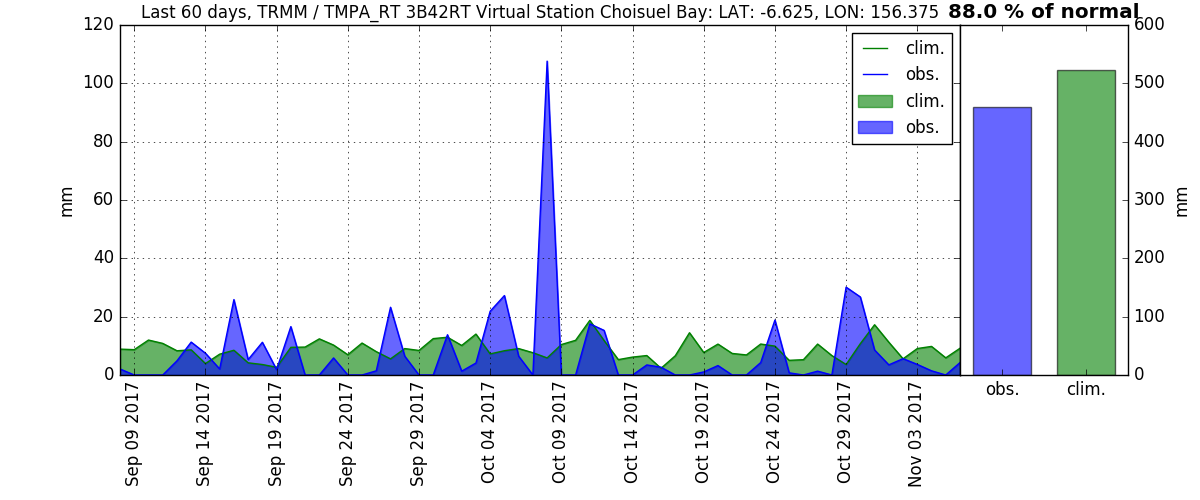 Last 60 days, TRMM / TMPA_RT 3B42RT Virtual Station Choisuel Bay: LAT: -6.625, LON: 156.375
88.0 % of normal
120
100
80
60
40
20
0
mm
clim.
obs.
clim.
obs.
Sep 09 2017
Sep 14 2017
Sep 19 2017
Sep 24 2017
Sep 29 2017
Oct 04 2017
Oct 09 2017
Oct 14 2017
Oct 19 2017
Oct 24 2017
Oct 29 2017
Nov 03 2017
600
500
400
300
200
100
0
mm
obs.
clim.